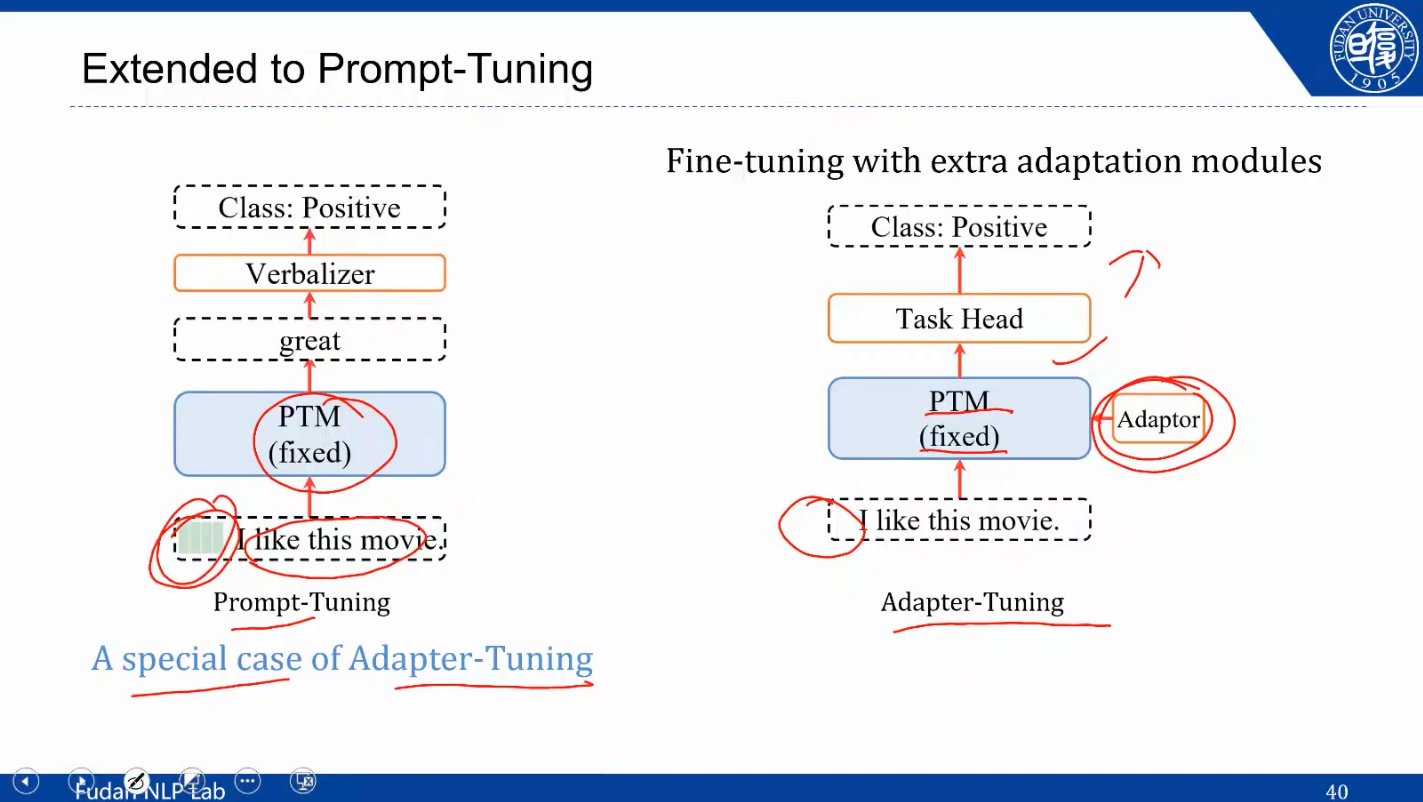 Extended to Prompt-Tuning
FUDAN UNIVERSITY
1905
Fine-tuning with extra adaptation modules
Class: Positive
Verbalizer
great
PTM
(fixed)
I like this movie.
Prompt-Tuning
A special case of Adapter-Tuning
Class: Positive
Task Head
PTM
(fixed)
Adaptor
I like this movie.
Adapter-Tuning
Fudan NLP Lab
40